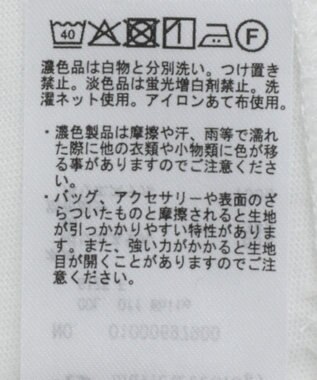 40 F
濃色品は白物と分別洗い。つけ置き
禁止。淡色品は蛍光増白剤禁止。洗
濯ネット使用。アイロンあて布使用。
・濃色製品は摩擦や汗、雨等で濡れ
た際に他の衣類や小物類に色が移
る事がありますのでご注意くださ
い。
・バッグ、アクセサリーや表面のざ
らついたものと摩擦されると生地
が引っかかりやすい特性がありま
す。また、強い力がかかると生地
目が開くことがありますのでご注
意ください。